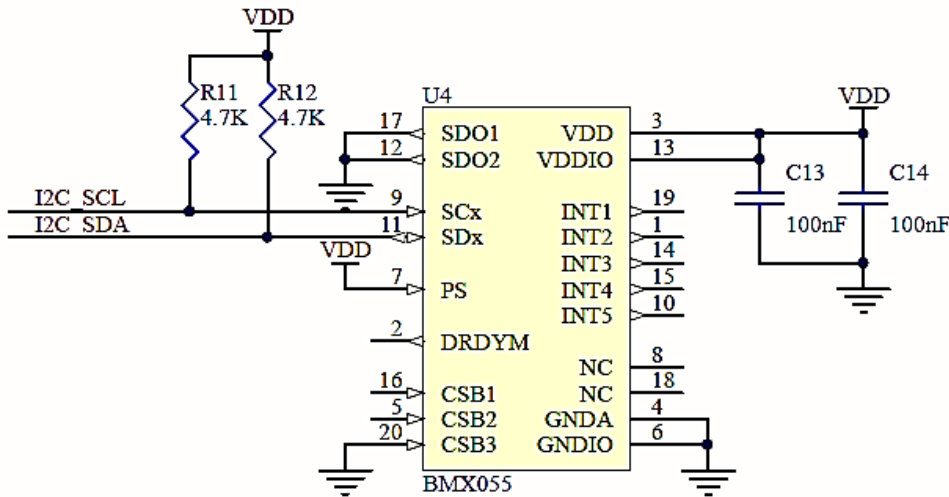 VDD
R11 R12
4.7K 4.7K
U4
VDD
17 SDO1 VDD 3
12 SDO2 VDDIO 13
C13 C14
100nF 100nF
I2C_SCL 9 SCx INT1 19
I2C_SDA 11 SDx INT2 1
VDD INT3 14
7 PS INT4 15
INT5 10
2 DRDYM
NC 8
16 CSB1 NC 18
5 CSB2 GNDA 4
20 CSB3 GNDIO 6
BMX055